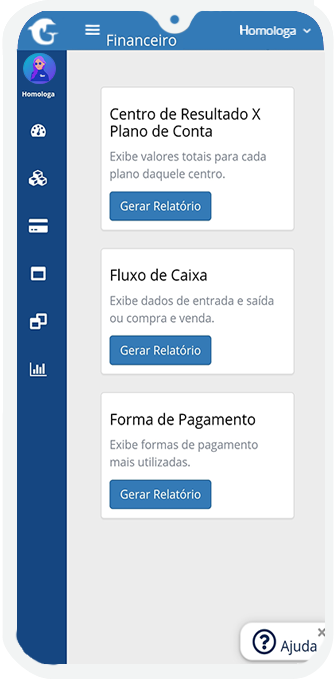 Financeiro
Homologa
Homologa
Centro de Resultado X
Plano de Conta
Exibe valores totais para cada
plano daquele centro.
Gerar Relatório
Fluxo de Caixa
Exibe dados de entrada e saída
ou compra e venda.
Gerar Relatório
Forma de Pagamento
Exibe formas de pagamento
mais utilizadas.
Gerar Relatório
? Ajuda
×